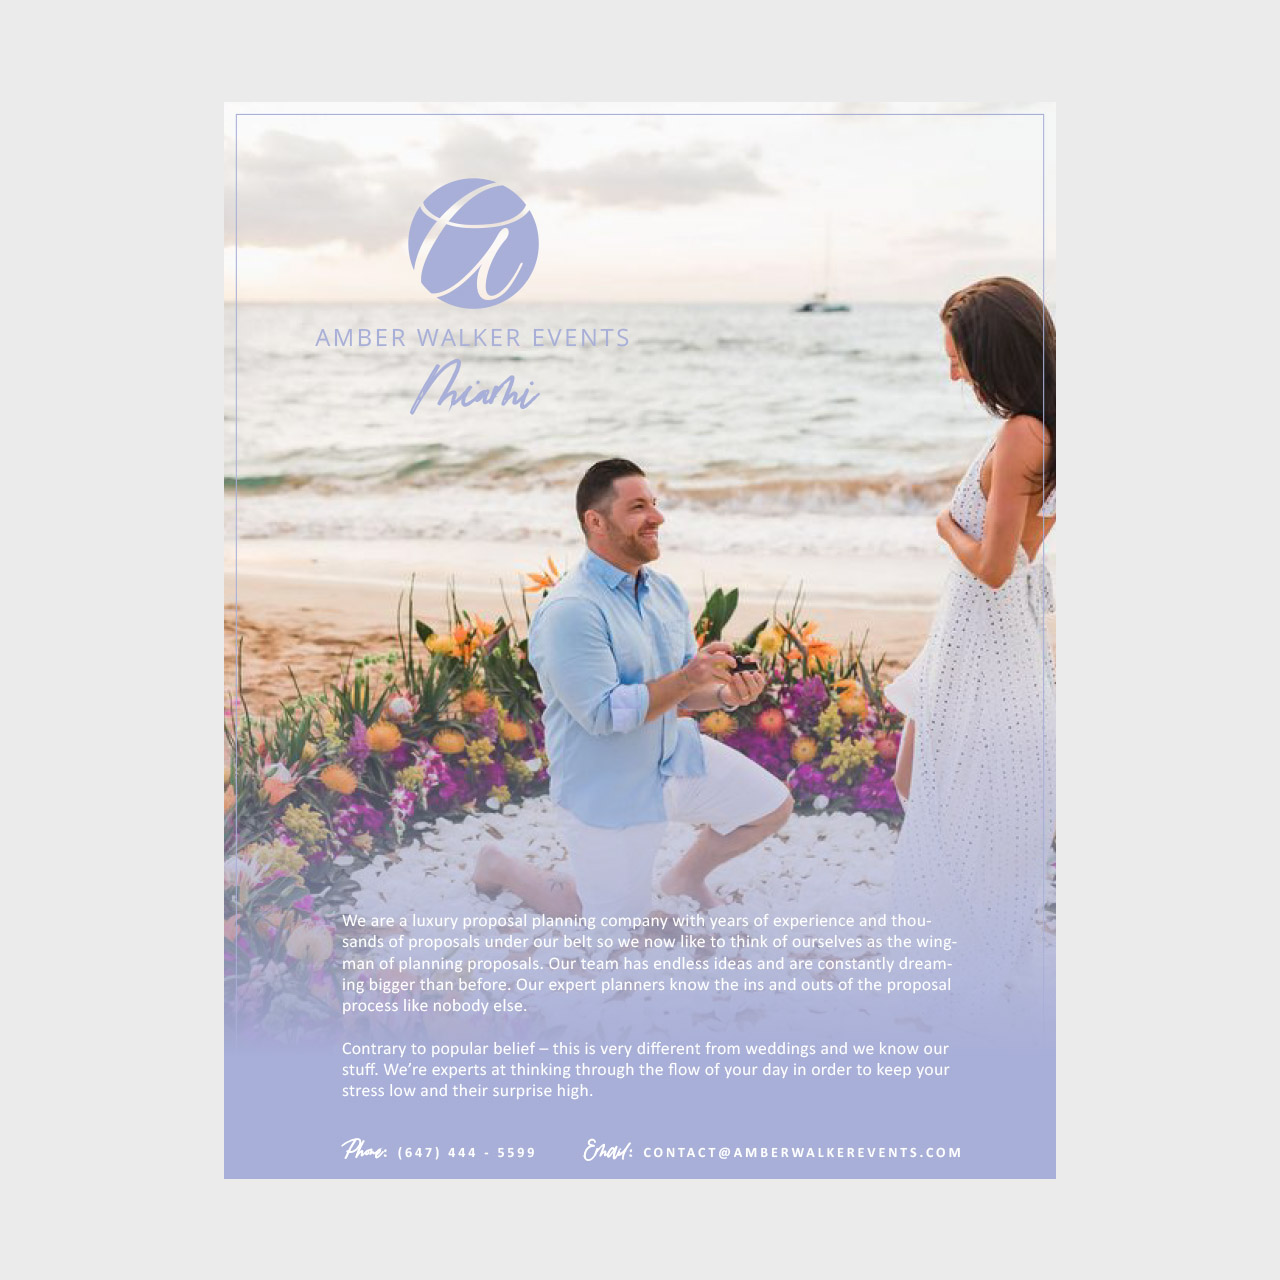 a
AMBER WALKER EVENTS
Miami
We are a luxury proposal planning company with years of experience and thou-
sands of proposals under our belt so we now like to think of ourselves as the wing-
man of planning proposals. Our team has endless ideas and are constantly dream-
ing bigger than before. Our expert planners know the ins and outs of the proposal
process like nobody else.
Contrary to popular belief – this is very different from weddings and we know our
stuff. We’re experts at thinking through the flow of your day in order to keep your
stress low and their surprise high.
Phone: (647) 444 - 5599 Email: CONTACT@AMBERWALKEREVENTS.COM